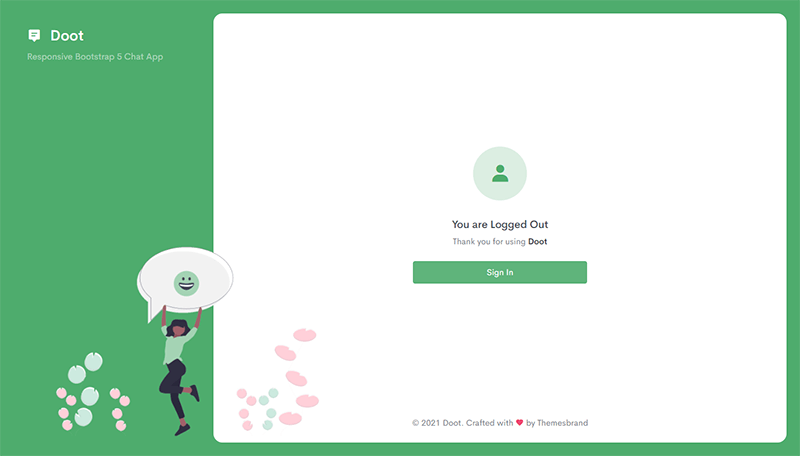 Doot
Responsive Bootstrap 5 Chat App
You are Logged Out
Thank you for using Doot
Sign In
© 2021 Doot. Crafted with ❤ by Themesbrand